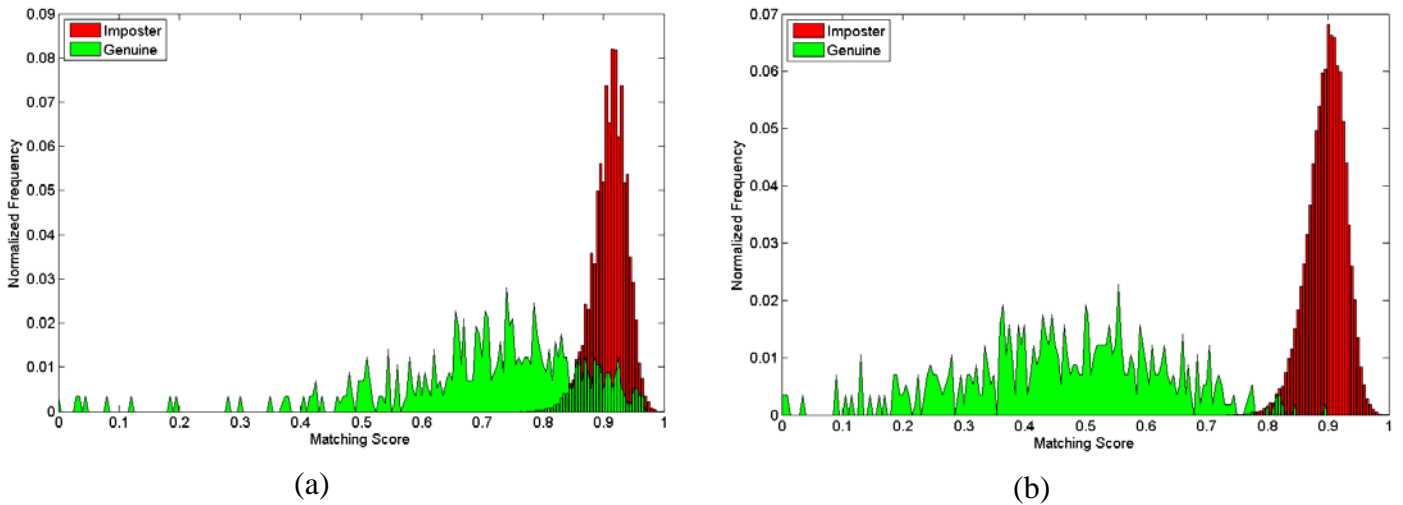 0.09
0.08
0.07
0.06
0.05
0.04
0.03
0.02
0.01
0
Normalized Frequency
Imposter
Genuine
0 0.1 0.2 0.3 0.4 0.5 0.6 0.7 0.8 0.9 1
Matching Score
(a)
0.07
0.06
0.05
0.04
0.03
0.02
0.01
0
Normalized Frequency
Imposter
Genuine
0 0.1 0.2 0.3 0.4 0.5 0.6 0.7 0.8 0.9 1
Matching Score
(b)